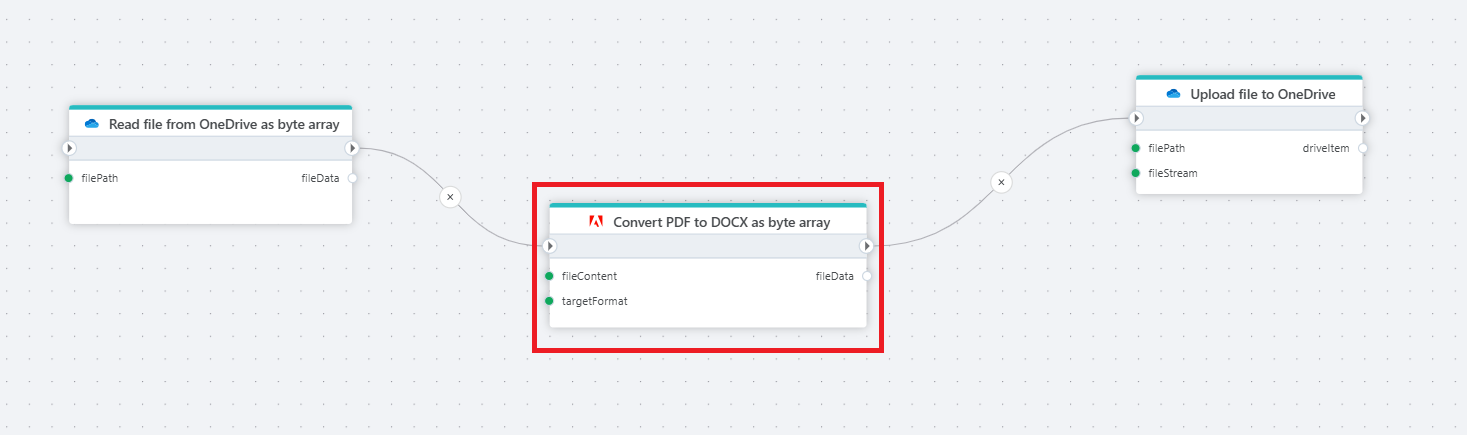 Read file from OneDrive as byte array
filePath
fileData
Convert PDF to DOCX as byte array
fileContent
fileData
targetFormat
Upload file to OneDrive
filePath
driveItem
fileStream